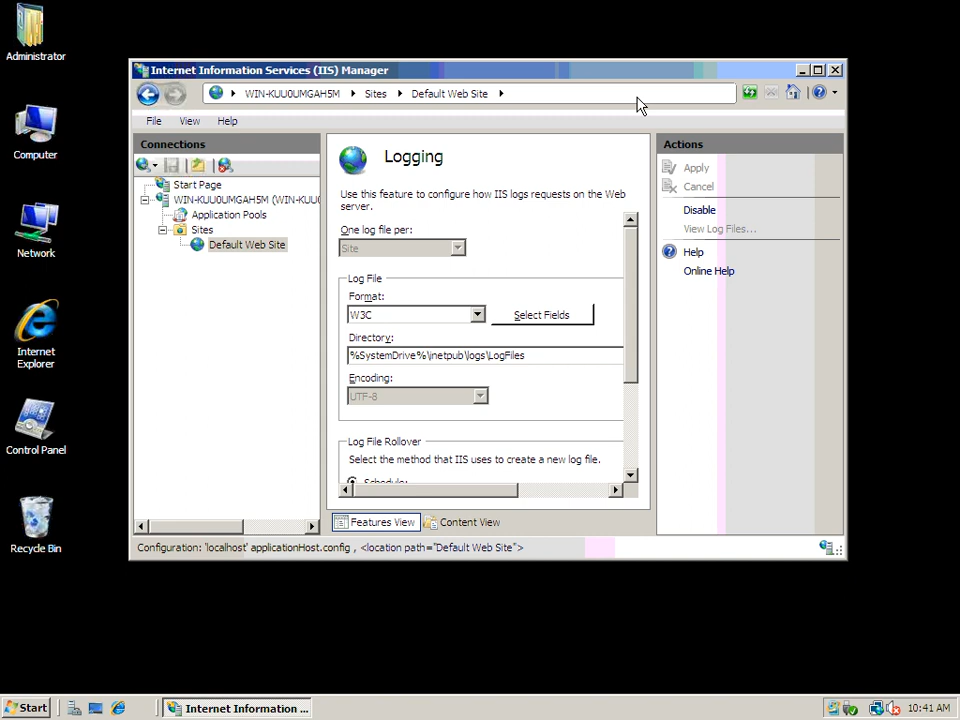 Administrator
Computer
Network
Internet
Explorer
Control Panel
Recycle Bin
Internet Information Services (IIS) Manager
WIN-KUU0UMGAH5M
Sites
Default Web Site
File
View
Help
Connections
Start Page
WIN-KUU0UMGAH5M (WIN-KUU0
Application Pools
Sites
Default Web Site
Logging
Use this feature to configure how IIS logs requests on the Web
server.
One log file per:
Site
Log File
Format:
W3C
Select Fields
Directory:
%SystemDrive%\inetpub\logs\LogFiles
Encoding:
UTF-8
Log File Rollover
Select the method that IIS uses to create a new log file.
Schedule:
Features View
Content View
Actions
Apply
Cancel
Disable
View Log Files...
Help
Online Help
Configuration: 'localhost' applicationHost.config , <location path="Default Web Site">
Start
Internet Information ...
10:41 AM